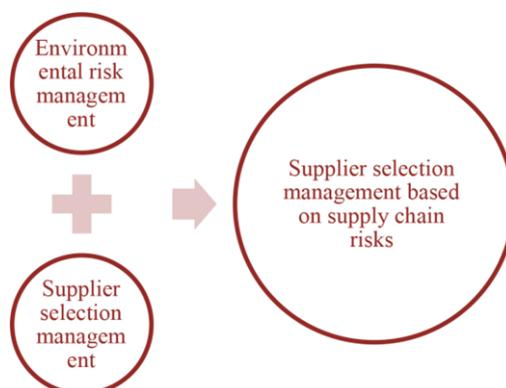 Environm
ental risk
managem
ent
Supplier
selection
managem
ent
Supplier selection
management based
on supply chain
risks